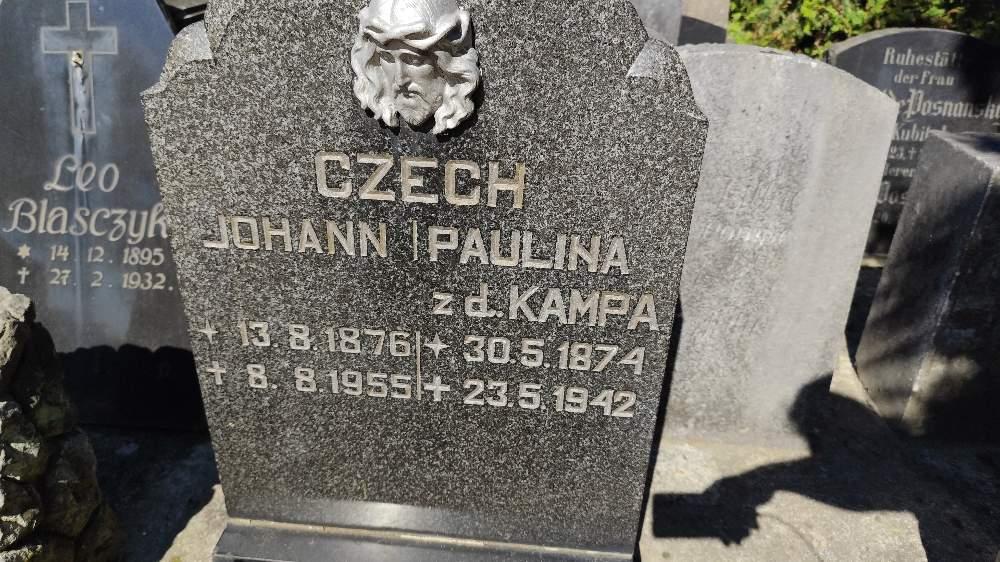 CZECH
JOHANN PAULINA
z d. KAMPA
* 13.8.1876 * 30.5.1874
† 8.8.1955 † 23.5.1942
Leo
Blasczyk
* 14.12.1895
† 27.2.1932.
Ruhestätte
der Frau
Posnanski